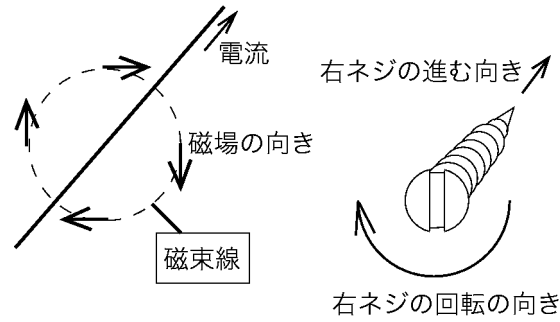 電流
磁場の向き
磁束線
右ネジの進む向き
右ネジの回転の向き